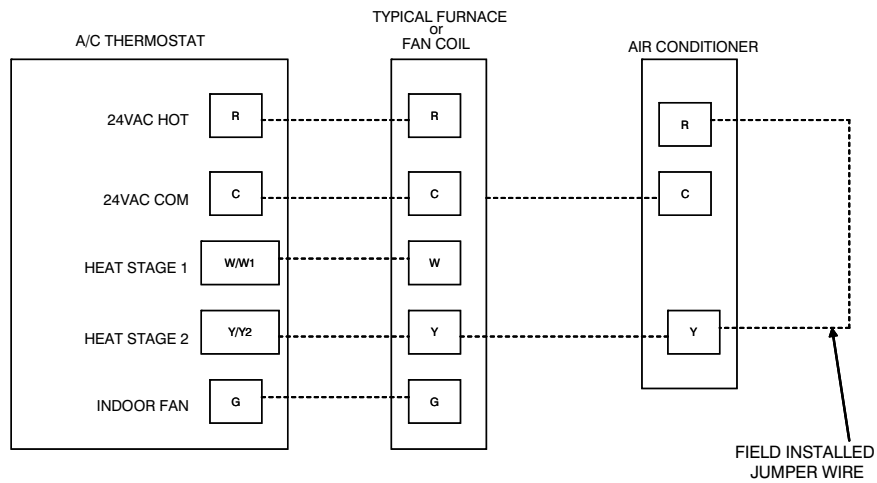 TYPICAL FURNACE
or
FAN COIL
A/C THERMOSTAT
AIR CONDITIONER
24VAC HOT
R
R
R
24VAC COM
C
C
C
HEAT STAGE 1
W/W1
W
HEAT STAGE 2
Y/Y2
Y
Y
INDOOR FAN
G
G
FIELD INSTALLED
JUMPER WIRE